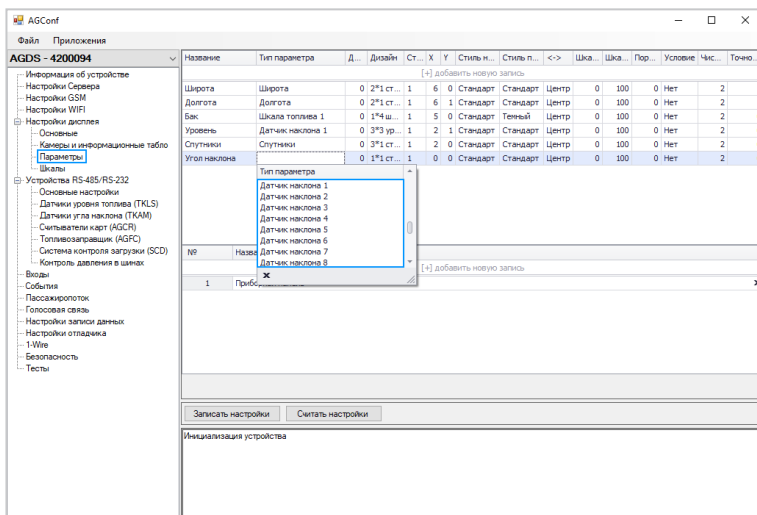 AGConf
Файл Приложения
AGDS - 4200094
Информация об устройстве
Настройки Сервера
Настройки GSM
Настройки WIFI
Настройки дисплея
Основные
Камеры и информационные табло
Параметры
Шкалы
Устройства RS-485/RS-232
Основные настройки
Датчики уровня топлива (TKLS)
Датчики угла наклона (TKAM)
Считыватели карт (AGCR)
Топливозаправщик (AGFC)
Система контроля загрузки (SCD)
Контроль давления в шинах
Входы
События
Пассажиропоток
Голосовая связь
Настройки записи данных
Настройки отладчика
1-Wire
Безопасность
Тесты
Название Тип параметра Д... Дизайн Ст... X Y Стиль н... Стиль п... <-> Шка... Шка... Пор... Условие Чис... Точно...
[+] добавить новую запись
Широта Широта 0 2*1 ст... 1 6 0 Стандарт Стандарт Центр 0 100 0 Нет 2
Долгота Долгота 0 2*1 ст... 1 6 1 Стандарт Стандарт Центр 0 100 0 Нет 2
Бак Шкала топлива 1 0 1*4 ш... 1 5 0 Стандарт Темный Центр 0 100 0 Нет 2
Уровень Датчик наклона 1 0 3*3 ур... 1 2 1 Стандарт Стандарт Центр 0 100 0 Нет 2
Спутники Спутники 0 3*1 ст... 1 2 0 Стандарт Стандарт Центр 0 100 0 Нет 2
Угол наклона 0 1*1 ст... 1 0 0 Стандарт Стандарт Центр 0 100 0 Нет 2
Тип параметра
Датчик наклона 1
Датчик наклона 2
Датчик наклона 3
Датчик наклона 4
Датчик наклона 5
Датчик наклона 6
Датчик наклона 7
Датчик наклона 8
x
№ Назва
[+] добавить новую запись
1 Прибо
Записать настройки Считать настройки
Инициализация устройства